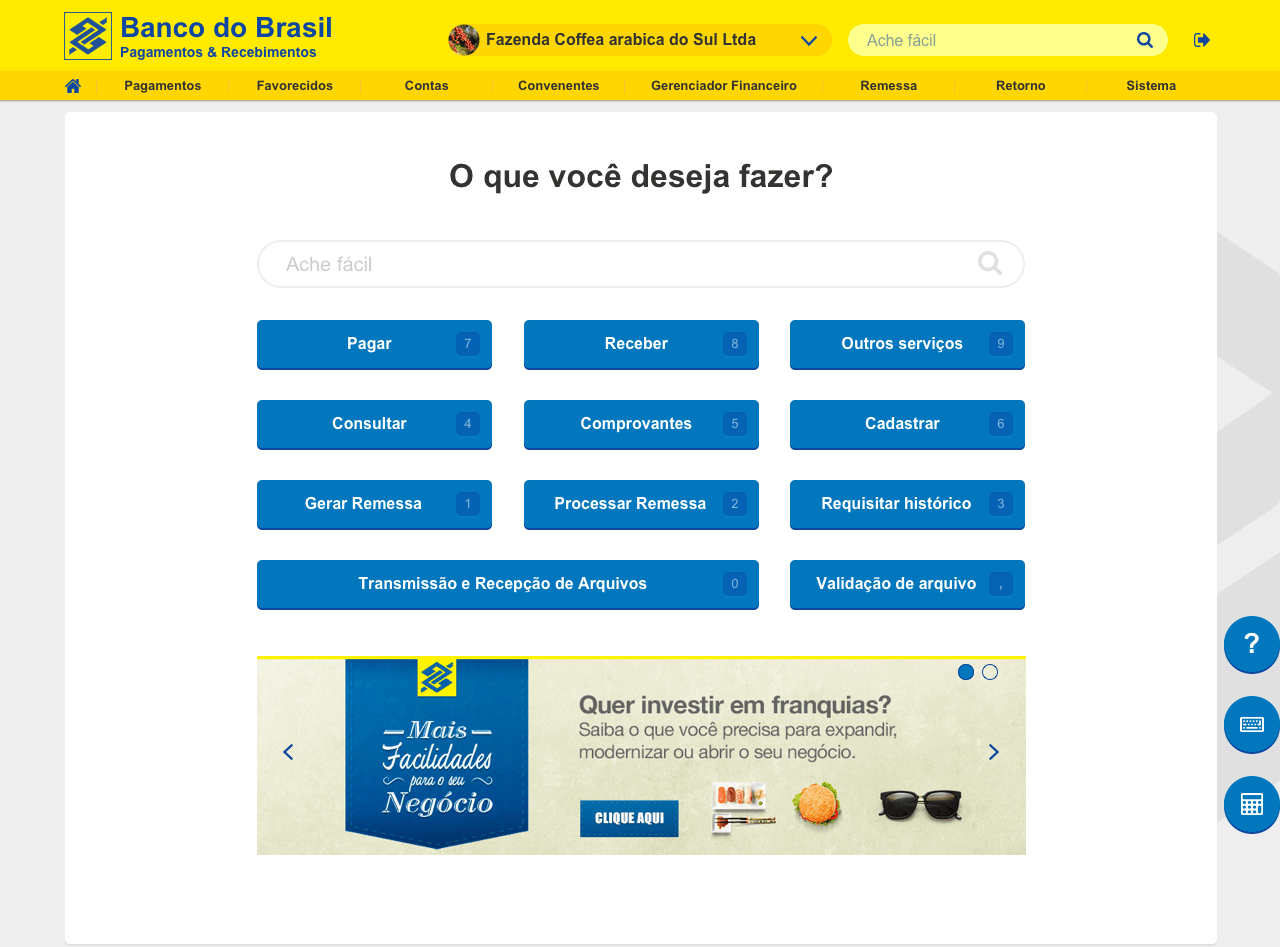 Banco do Brasil
Pagamentos & Recebimentos
Fazenda Coffea arabica do Sul Ltda
Ache fácil
Pagamentos
Favorecidos
Contas
Convenentes
Gerenciador Financeiro
Remessa
Retorno
Sistema
O que você deseja fazer?
Ache fácil
Pagar 7
Receber 8
Outros serviços 9
Consultar 4
Comprovantes 5
Cadastrar 6
Gerar Remessa 1
Processar Remessa 2
Requisitar histórico 3
Transmissão e Recepção de Arquivos 0
Validação de arquivo ,
?
Mais
Facilidades
para o seu
Negócio
Quer investir em franquias?
Saiba o que você precisa para expandir,
modernizar ou abrir o seu negócio.
CLIQUE AQUI